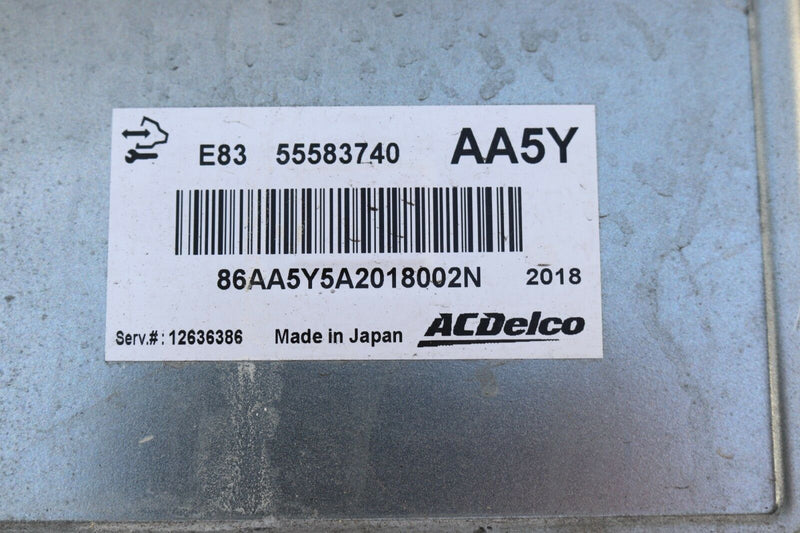 E83 55583740 AA5Y
86AA5Y5A2018002N 2018
Serv.#: 12636386 Made in Japan ACDelco